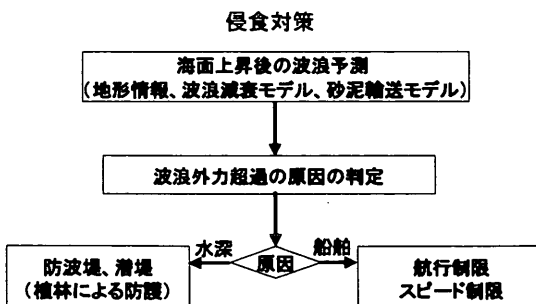 侵食対策
海面上昇後の波浪予測
（地形情報、波浪減衰モデル、砂泥輸送モデル）
波浪外力超過の原因の判定
水深
原因
船舶
防波堤、潜堤
（植林による防護）
航行制限
スピード制限